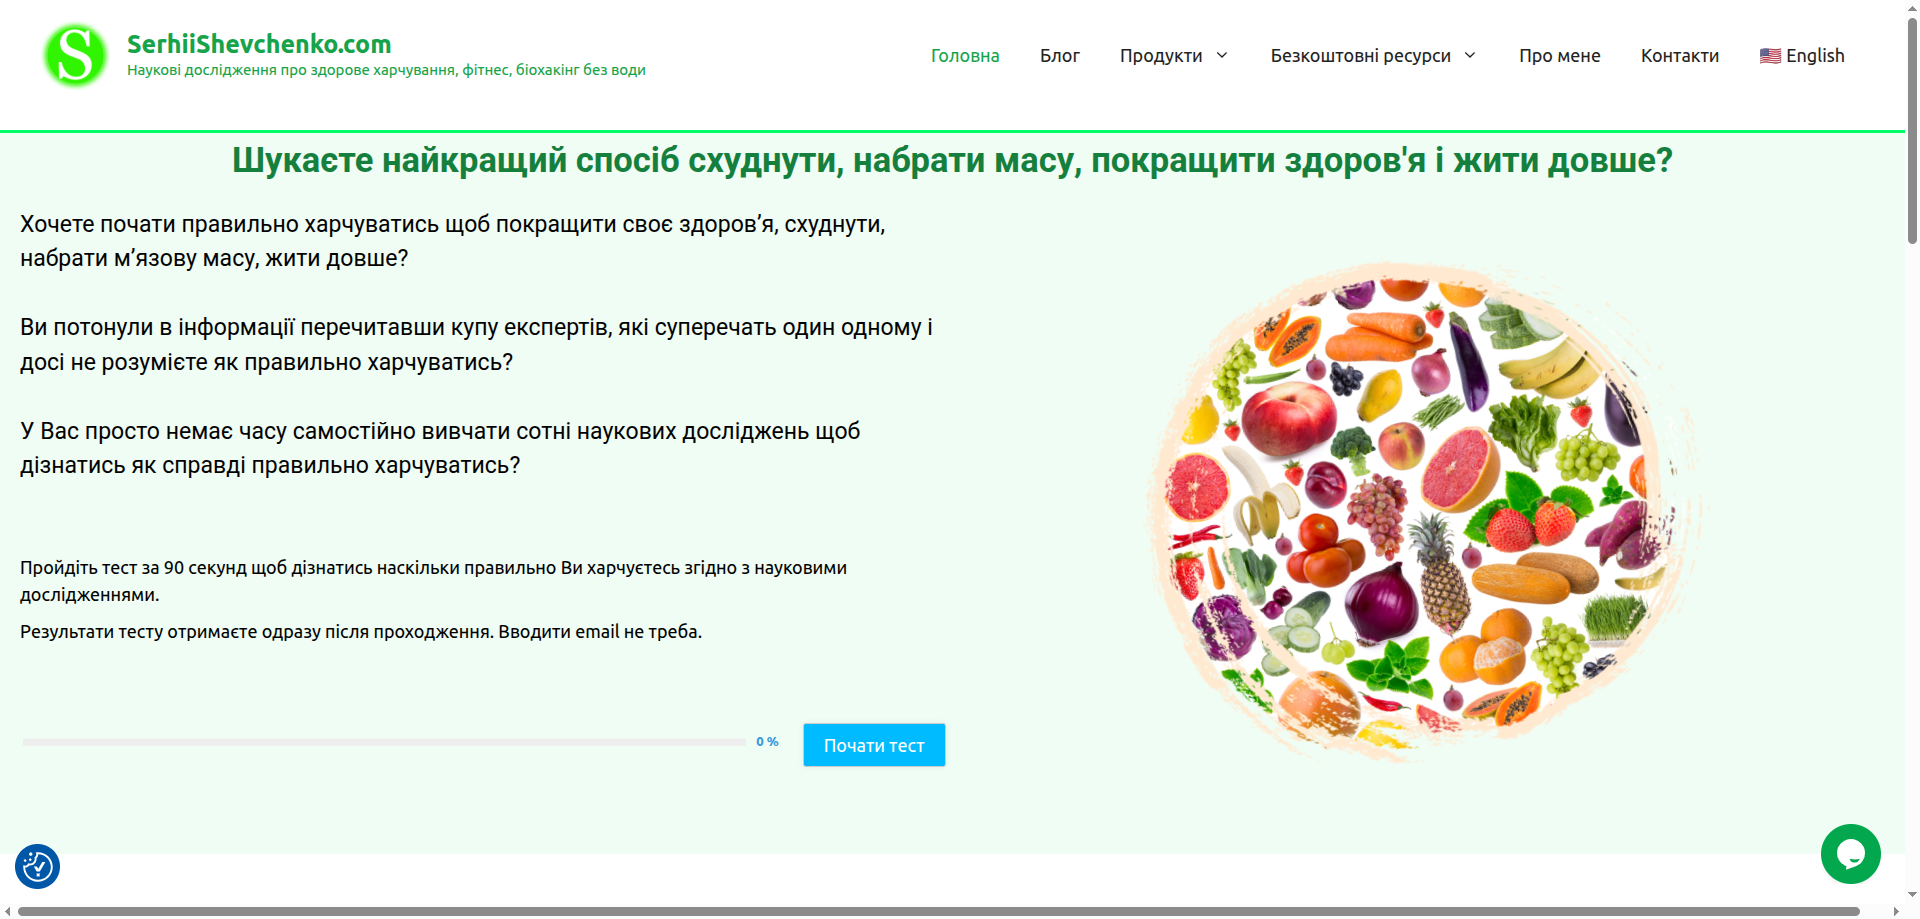 S
SerhiiShevchenko.com
Наукові дослідження про здорове харчування, фітнес, біохакінг без води
Головна
Блог
Продукти
Безкоштовні ресурси
Про мене
Контакти
🇺🇸 English
Шукаєте найкращий спосіб схуднути, набрати масу, покращити здоров'я і жити довше?
Хочете почати правильно харчуватись щоб покращити своє здоров’я, схуднути,
набрати м’язову масу, жити довше?
Ви потонули в інформації перечитавши купу експертів, які суперечать один одному і
досі не розумієте як правильно харчуватись?
У Вас просто немає часу самостійно вивчати сотні наукових досліджень щоб
дізнатись як справді правильно харчуватись?
Пройдіть тест за 90 секунд щоб дізнатись наскільки правильно Ви харчуєтесь згідно з науковими
дослідженнями.
Результати тесту отримаєте одразу після проходження. Вводити email не треба.
0 %
Почати тест